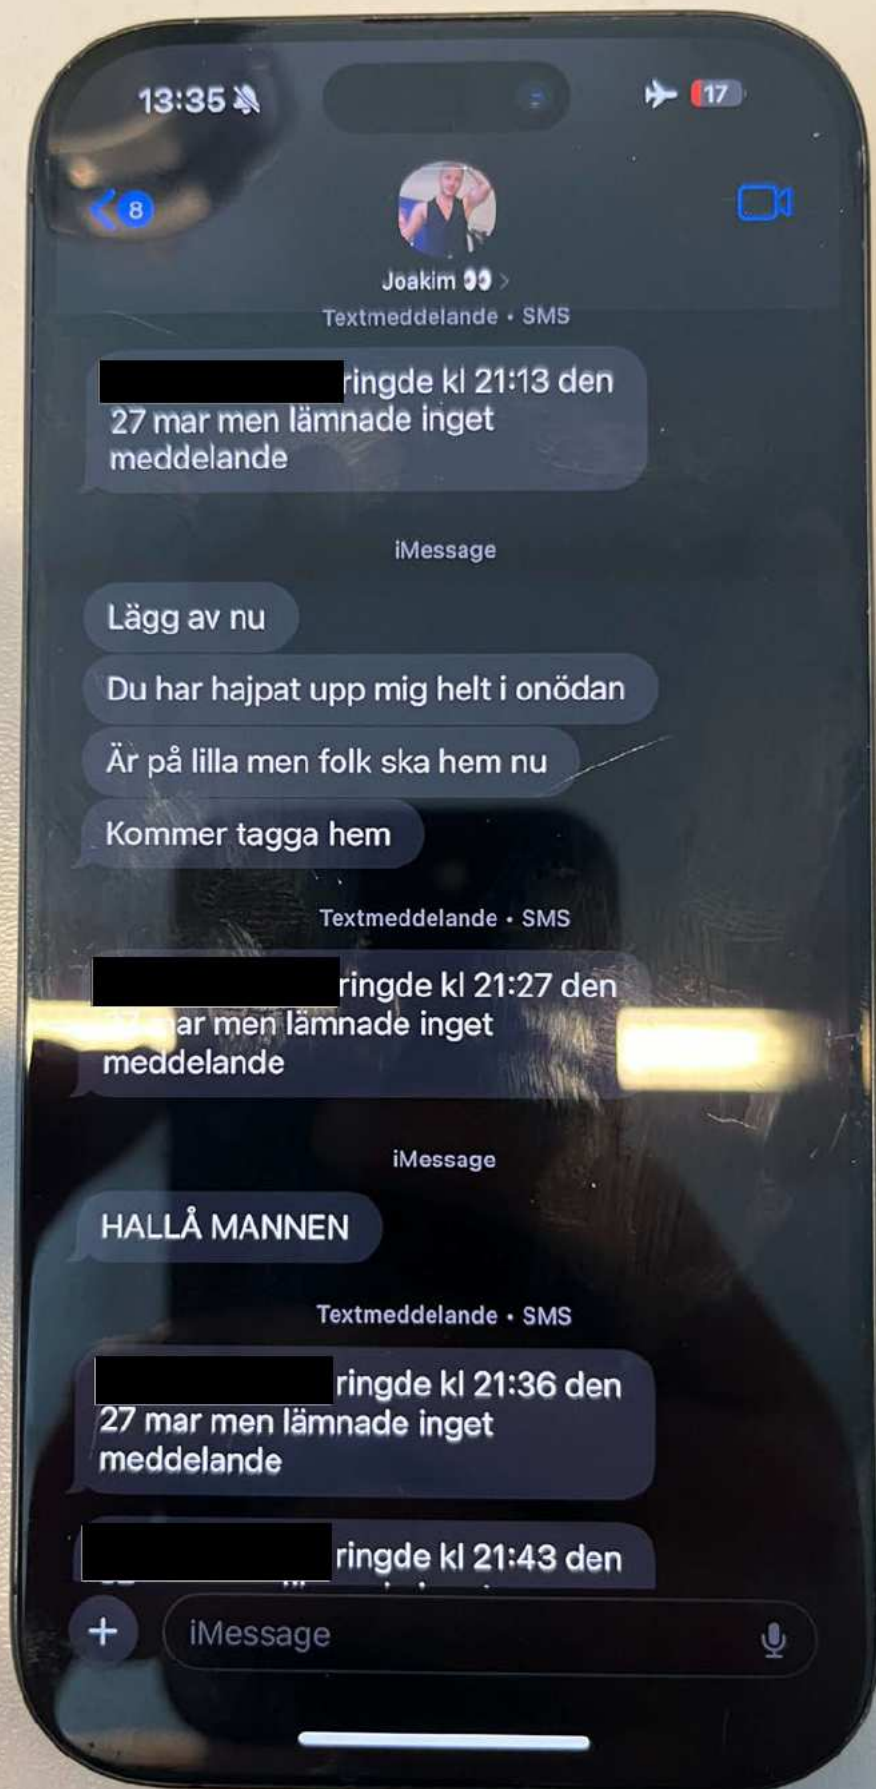 13:35
17
8
Joakim 👀 >
Textmeddelande • SMS
ringde kl 21:13 den
27 mar men lämnade inget
meddelande
iMessage
Lägg av nu
Du har hajpat upp mig helt i onödan
Är på lilla men folk ska hem nu
Kommer tagga hem
Textmeddelande • SMS
ringde kl 21:27 den
27 mar men lämnade inget
meddelande
iMessage
HALLÅ MANNEN
Textmeddelande • SMS
ringde kl 21:36 den
27 mar men lämnade inget
meddelande
ringde kl 21:43 den
iMessage